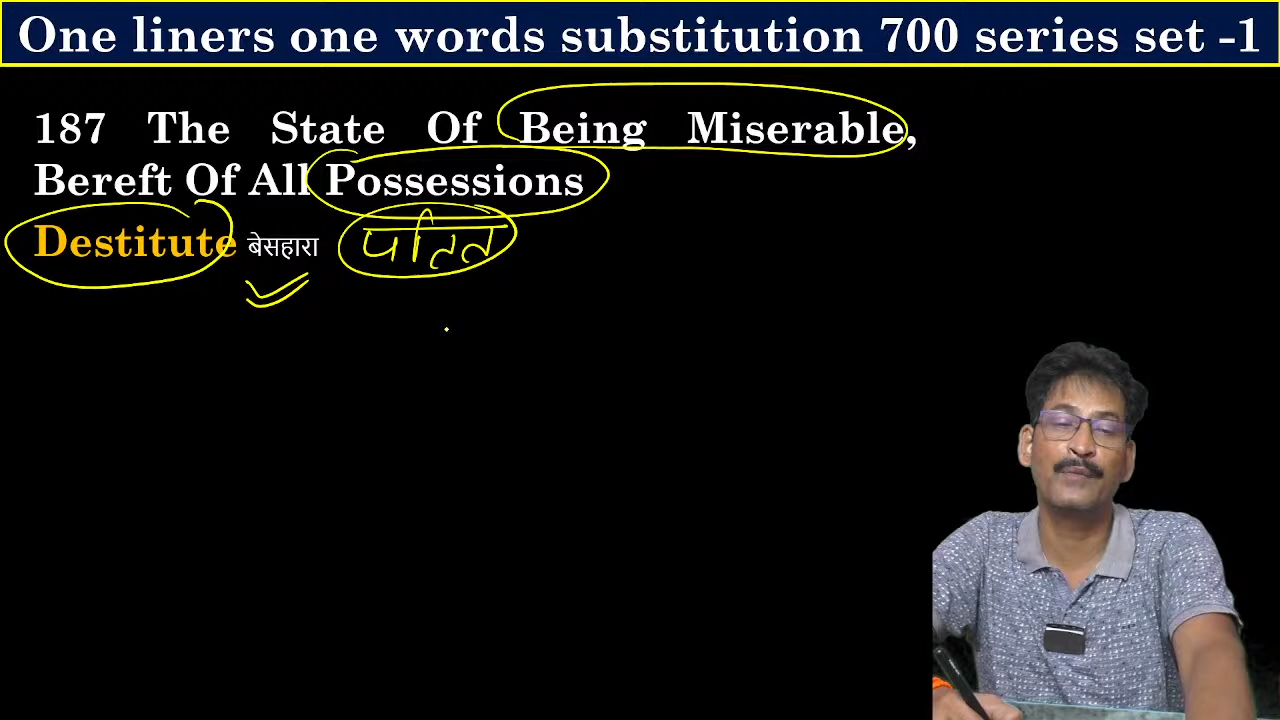 One liners one words substitution 700 series set -1
187 The State Of Being Miserable,
Bereft Of All Possessions
Destitute बेसहारा पतित